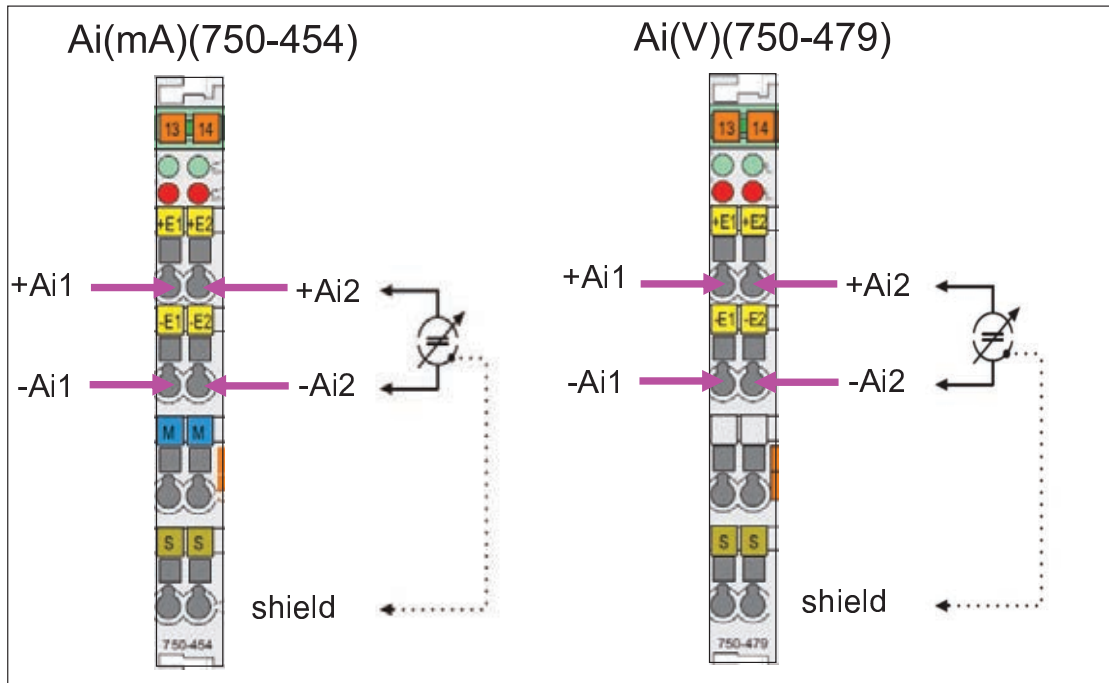 Ai(mA)(750-454)
13 14
+E1 +E2
+Ai1
+Ai2
-E1 -E2
-Ai1
-Ai2
M M
S S
shield
750-454
Ai(V)(750-479)
13 14
+E1 +E2
+Ai1
+Ai2
-E1 -E2
-Ai1
-Ai2
S S
shield
750-479